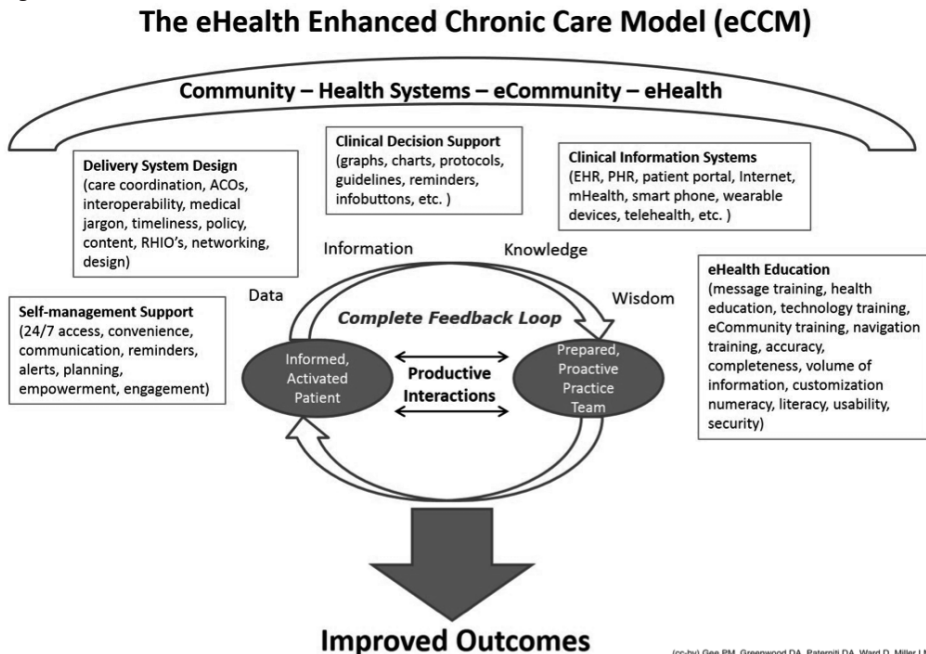 The eHealth Enhanced Chronic Care Model (eCCM)
Community – Health Systems – eCommunity – eHealth
Clinical Decision Support
(graphs, charts, protocols,
guidelines, reminders,
infobuttons, etc. )
Delivery System Design
(care coordination, ACOs,
interoperability, medical
jargon, timeliness, policy,
content, RHIO's, networking,
design)
Clinical Information Systems
(EHR, PHR, patient portal, Internet,
mHealth, smart phone, wearable
devices, telehealth, etc. )
Information
Knowledge
Data
Wisdom
Self-management Support
(24/7 access, convenience,
communication, reminders,
alerts, planning,
empowerment, engagement)
eHealth Education
(message training, health
education, technology training,
eCommunity training, navigation
training, accuracy,
completeness, volume of
information, customization
numeracy, literacy, usability,
security)
Complete Feedback Loop
Informed,
Activated
Patient
Productive
Interactions
Prepared,
Proactive
Practice
Team
Improved Outcomes
(cc-by) Gee PM, Greenwood DA, Paterniti DA, Ward D, Miller